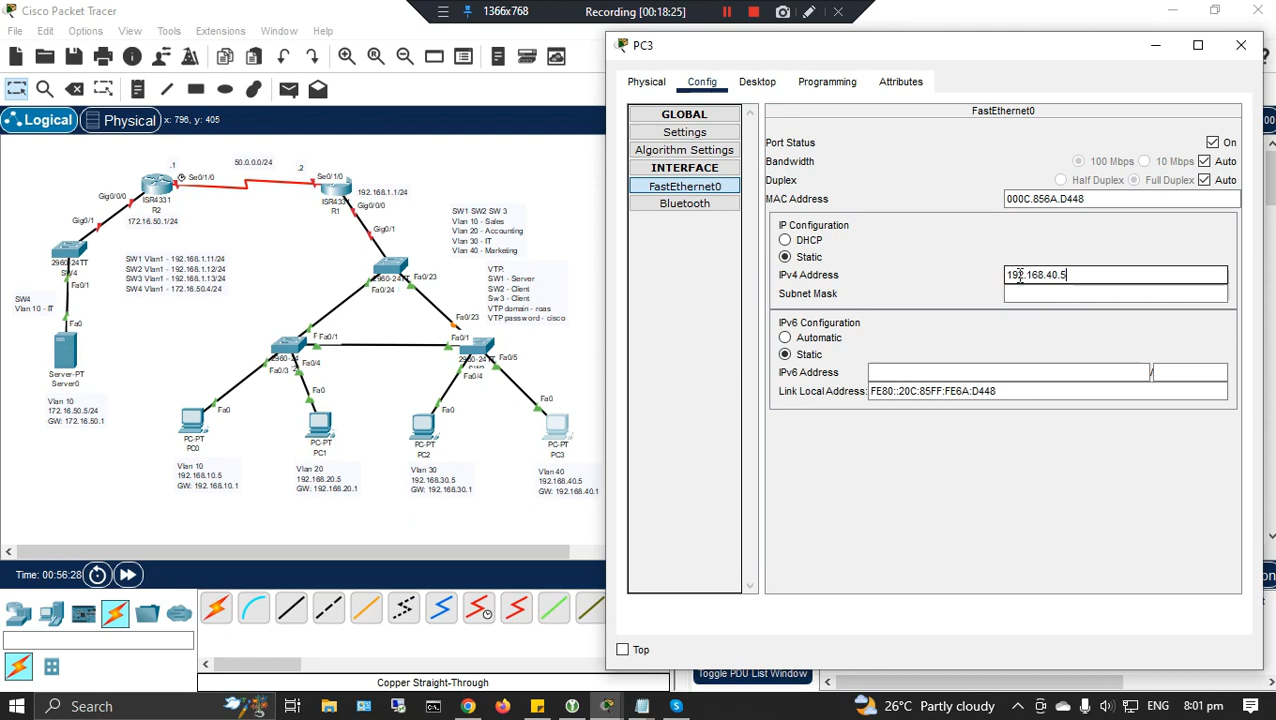 Cisco Packet Tracer
1366x768
Recording [00:18:25]
File Edit Options View Tools Extensions Window Help
Logical
Physical
x: 796, y: 405
.1
50.0.0.0/24
.2
Se0/1/0
Se0/1/0
Gig0/0/0
ISR4331
R2
172.16.50.1/24
192.168.1.1/24
ISR4331
R1
Gig0/0/0
Gig0/1
Gig0/1
2960-24TT
SW4
Fa0/1
SW1 Vlan1 - 192.168.1.11/24
SW2 Vlan1 - 192.168.1.12/24
SW3 Vlan1 - 192.168.1.13/24
SW4 Vlan1 - 172.16.50.4/24
SW1 SW2 SW 3
Vlan 10 - Sales
Vlan 20 - Accounting
Vlan 30 - IT
Vlan 40 - Marketing
2960-24TT
Fa0/24
Fa0/23
VTP:
SW1 - Server
SW2 - Client
Sw3 - Client
VTP domain - roas
VTP password - cisco
SW4
Vlan 10 - IT
Fa0
Server-PT
Server0
Vlan 10
172.16.50.5/24
GW: 172.16.50.1
Fa0/23
Fa0/1
Fa0/1
Fa0/3
Fa0/4
Fa0/5
Fa0/4
Fa0
Fa0
Fa0
Fa0
PC-PT
PC0
PC-PT
PC1
PC-PT
PC2
PC-PT
PC3
Vlan 10
192.168.10.5
GW: 192.168.10.1
Vlan 20
192.168.20.5
GW: 192.168.20.1
Vlan 30
192.168.30.5
GW: 192.168.30.1
Vlan 40
192.168.40.5
GW: 192.168.40.1
Time: 00:56:28
Copper Straight-Through
PC3
Physical Config Desktop Programming Attributes
GLOBAL
Settings
Algorithm Settings
INTERFACE
FastEthernet0
Bluetooth
FastEthernet0
Port Status On
Bandwidth 100 Mbps 10 Mbps Auto
Duplex Half Duplex Full Duplex Auto
MAC Address 000C.856A.D448
IP Configuration
DHCP
Static
IPv4 Address 192.168.40.5
Subnet Mask
IPv6 Configuration
Automatic
Static
IPv6 Address /
Link Local Address: FE80::20C:85FF:FE6A:D448
Top
Toggle PDU List Window
Search
26°C Partly cloudy
8:01 pm